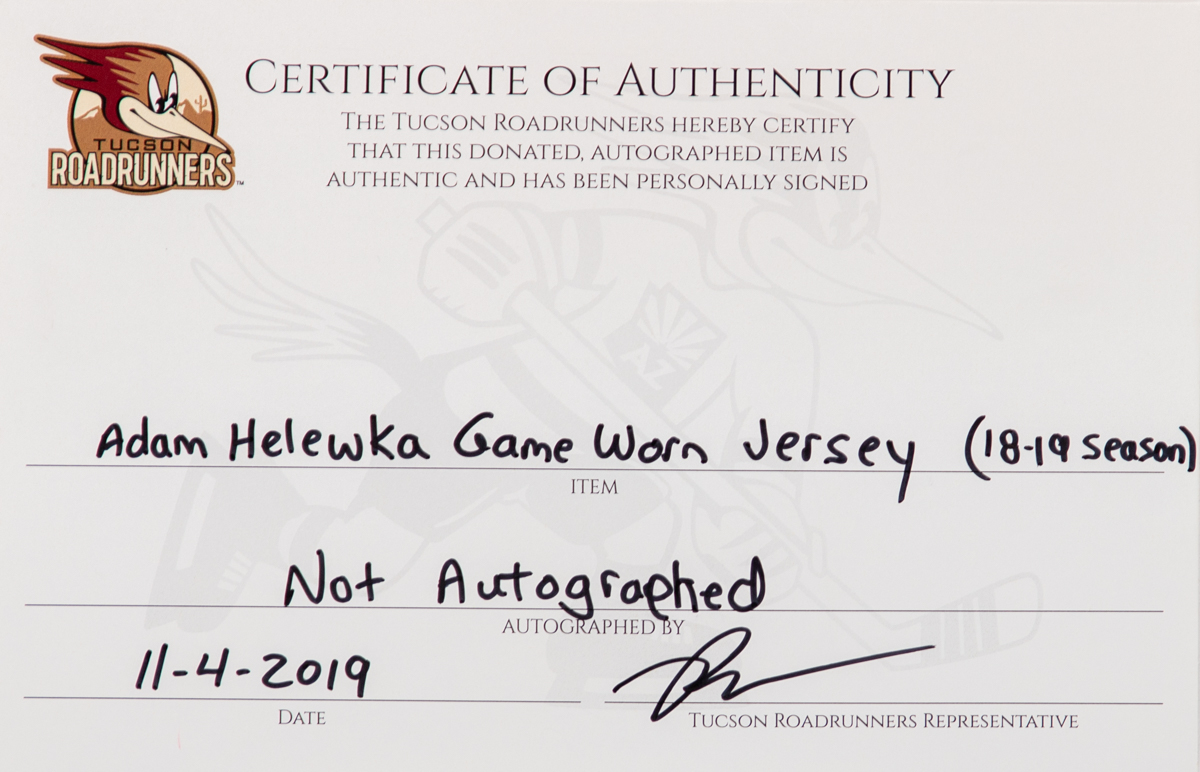 TUCSON
ROADRUNNERS™
CERTIFICATE OF AUTHENTICITY
THE TUCSON ROADRUNNERS HEREBY CERTIFY
THAT THIS DONATED, AUTOGRAPHED ITEM IS
AUTHENTIC AND HAS BEEN PERSONALLY SIGNED
AZ
Adam Helewka Game Worn Jersey (18-19 season)
ITEM
Not Autographed
AUTOGRAPHED BY
11-4-2019
DATE
TUCSON ROADRUNNERS REPRESENTATIVE